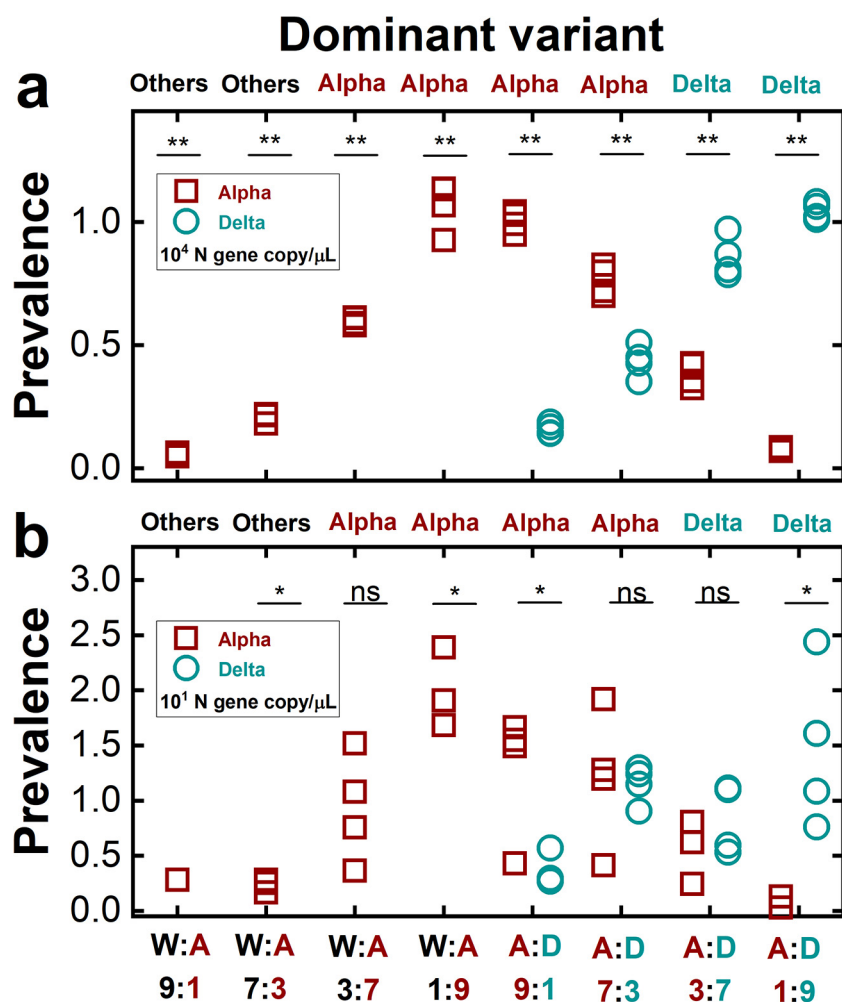 Dominant variant
a
Others Others Alpha Alpha Alpha Alpha Delta Delta
** ** ** ** ** ** ** **
Alpha
Delta
10⁴ N gene copy/µL
Prevalence
1.0
0.5
0.0
b
Others Others Alpha Alpha Alpha Alpha Delta Delta
* ns * * ns ns *
Alpha
Delta
10¹ N gene copy/µL
Prevalence
3.0
2.5
2.0
1.5
1.0
0.5
0.0
W:A W:A W:A W:A A:D A:D A:D A:D
9:1 7:3 3:7 1:9 9:1 7:3 3:7 1:9